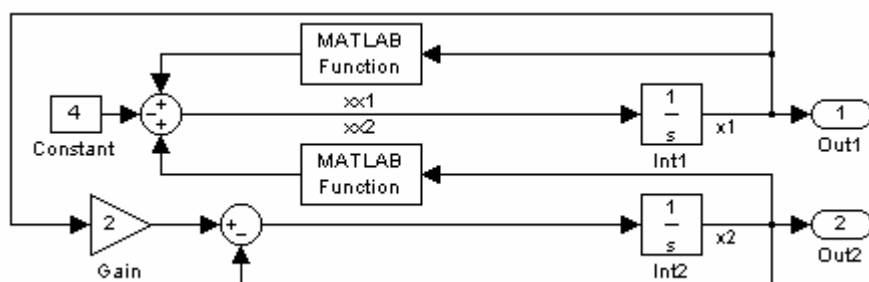 MATLAB
Function
+
4
−
+
+
xx1
xx2
1
s
x1
1
Constant
Int1
Out1
MATLAB
Function
2
+
−
1
s
x2
2
Gain
Int2
Out2